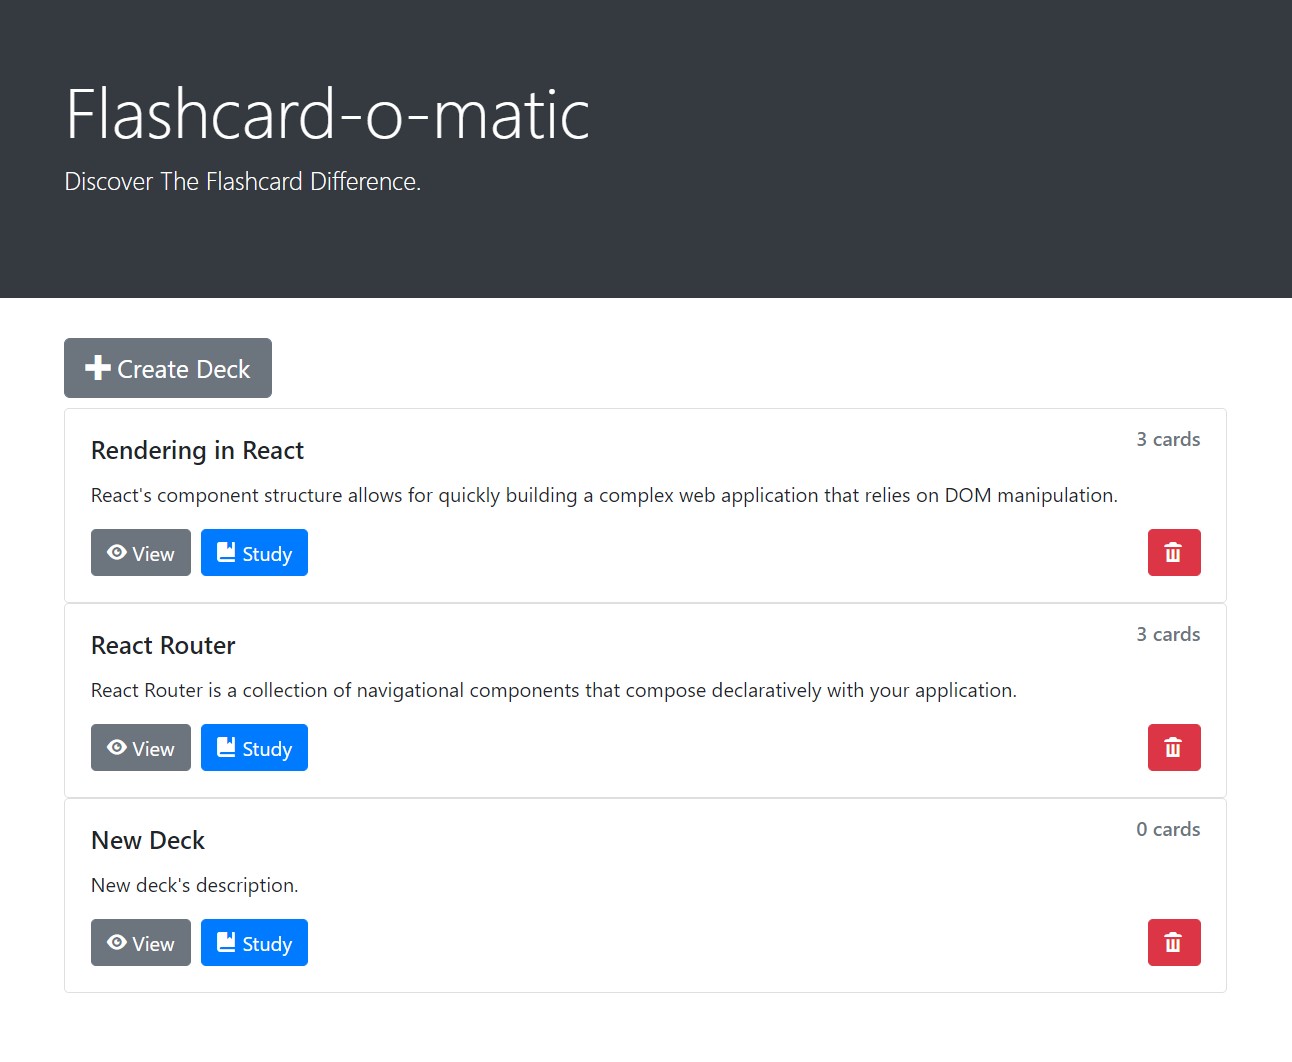 Flashcard-o-matic
Discover The Flashcard Difference.
Create Deck
Rendering in React
3 cards
React's component structure allows for quickly building a complex web application that relies on DOM manipulation.
View Study
React Router
3 cards
React Router is a collection of navigational components that compose declaratively with your application.
View Study
New Deck
0 cards
New deck's description.
View Study